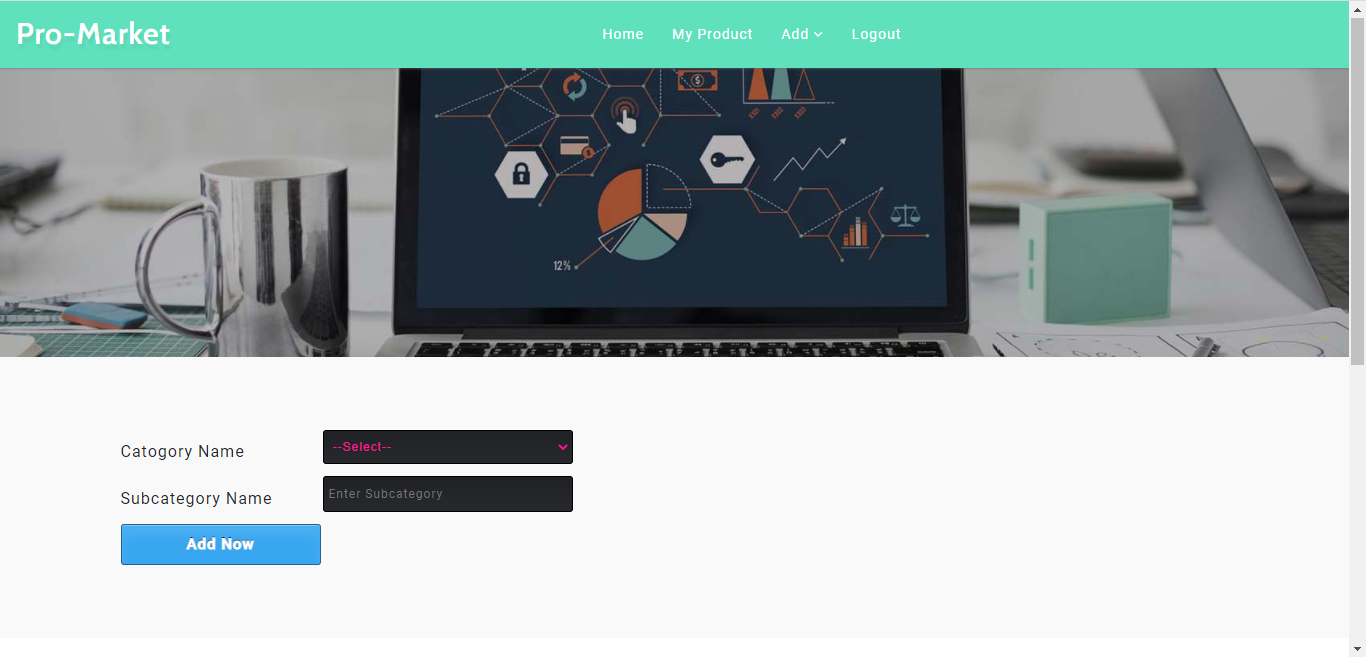 Pro-Market
Home My Product Add Logout
12%
Catogory Name --Select--
Subcategory Name Enter Subcategory
Add Now